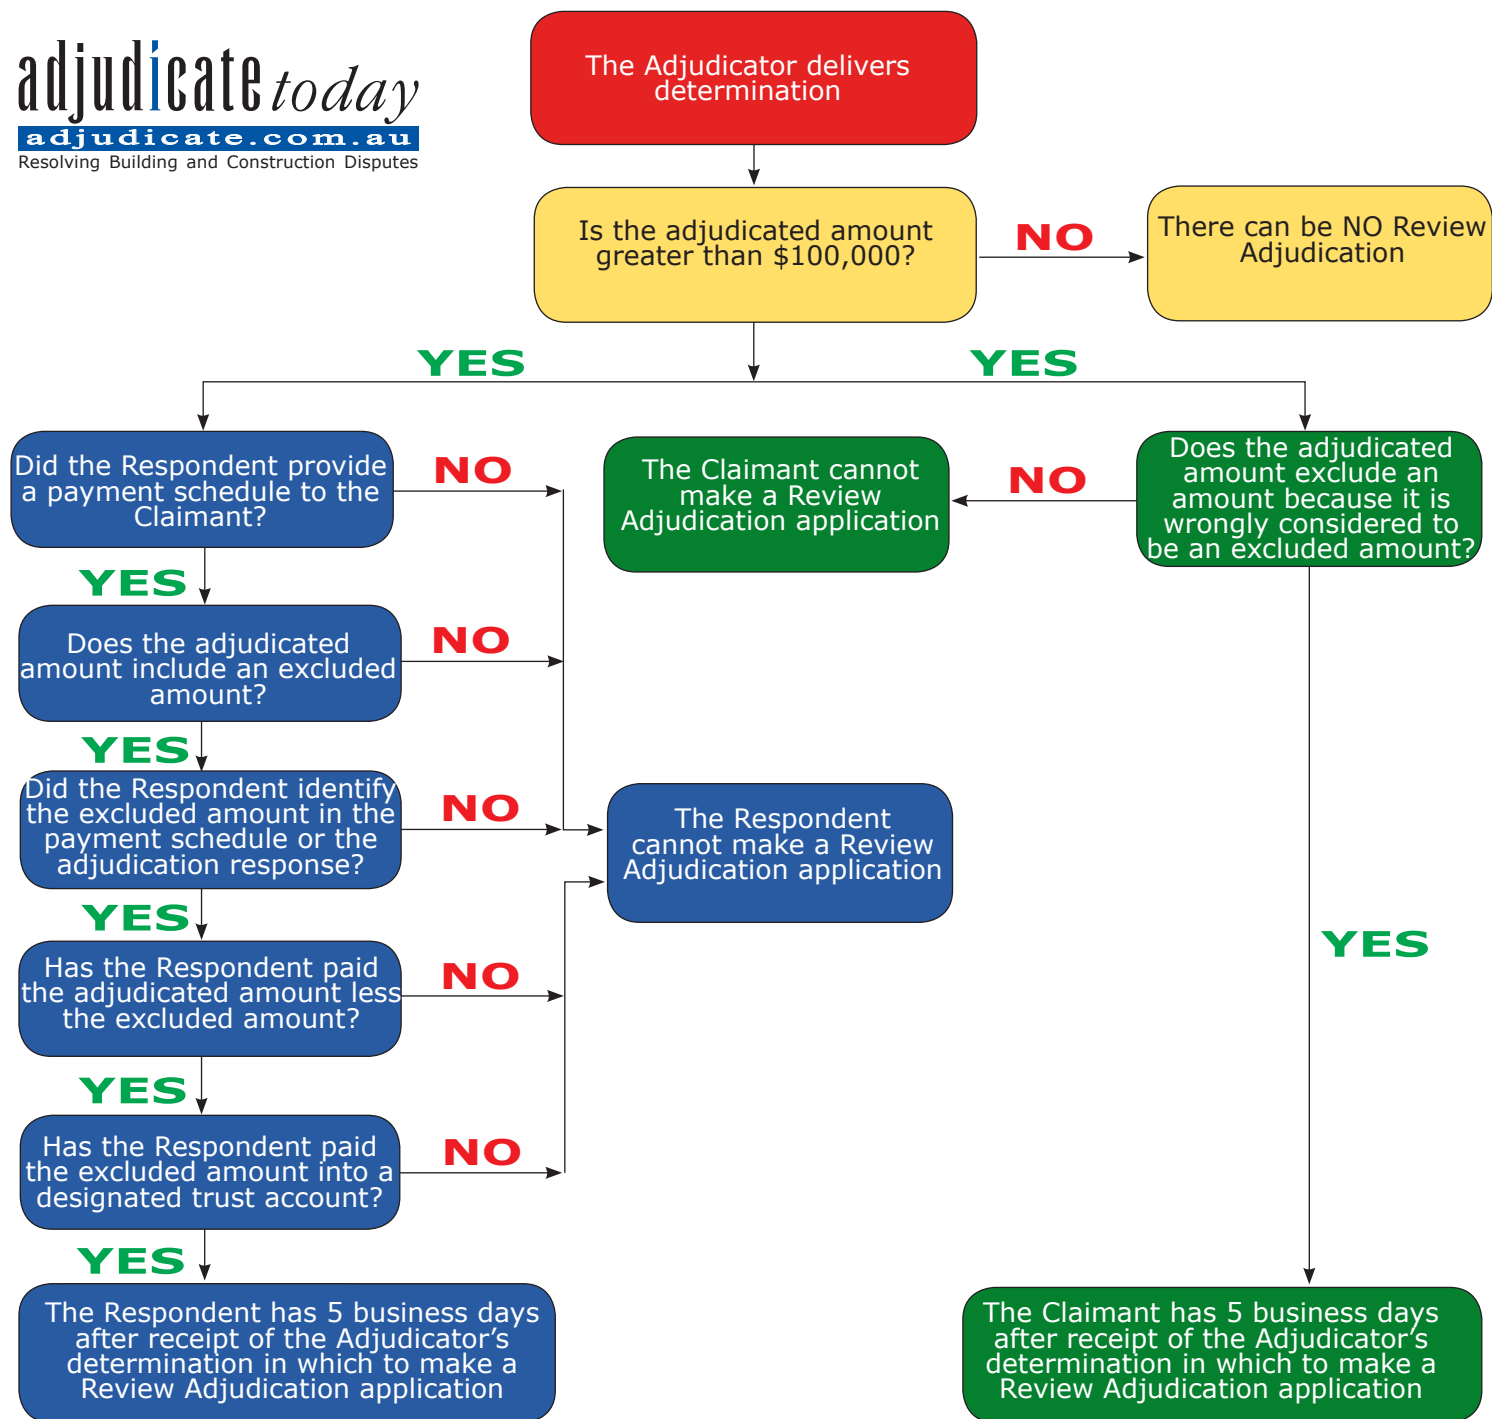 adjudicate today
adjudicate.com.au
Resolving Building and Construction Disputes
The Adjudicator delivers
determination
Is the adjudicated amount
greater than $100,000?
NO
There can be NO Review
Adjudication
YES
YES
Did the Respondent provide
a payment schedule to the
Claimant?
NO
The Claimant cannot
make a Review
Adjudication application
NO
Does the adjudicated
amount exclude an
amount because it is
wrongly considered to
be an excluded amount?
YES
Does the adjudicated
amount include an excluded
amount?
NO
YES
Did the Respondent identify
the excluded amount in the
payment schedule or the
adjudication response?
NO
The Respondent
cannot make a Review
Adjudication application
YES
Has the Respondent paid
the adjudicated amount less
the excluded amount?
NO
YES
YES
Has the Respondent paid
the excluded amount into a
designated trust account?
NO
YES
The Respondent has 5 business days
after receipt of the Adjudicator’s
determination in which to make a
Review Adjudication application
The Claimant has 5 business days
after receipt of the Adjudicator’s
determination in which to make a
Review Adjudication application